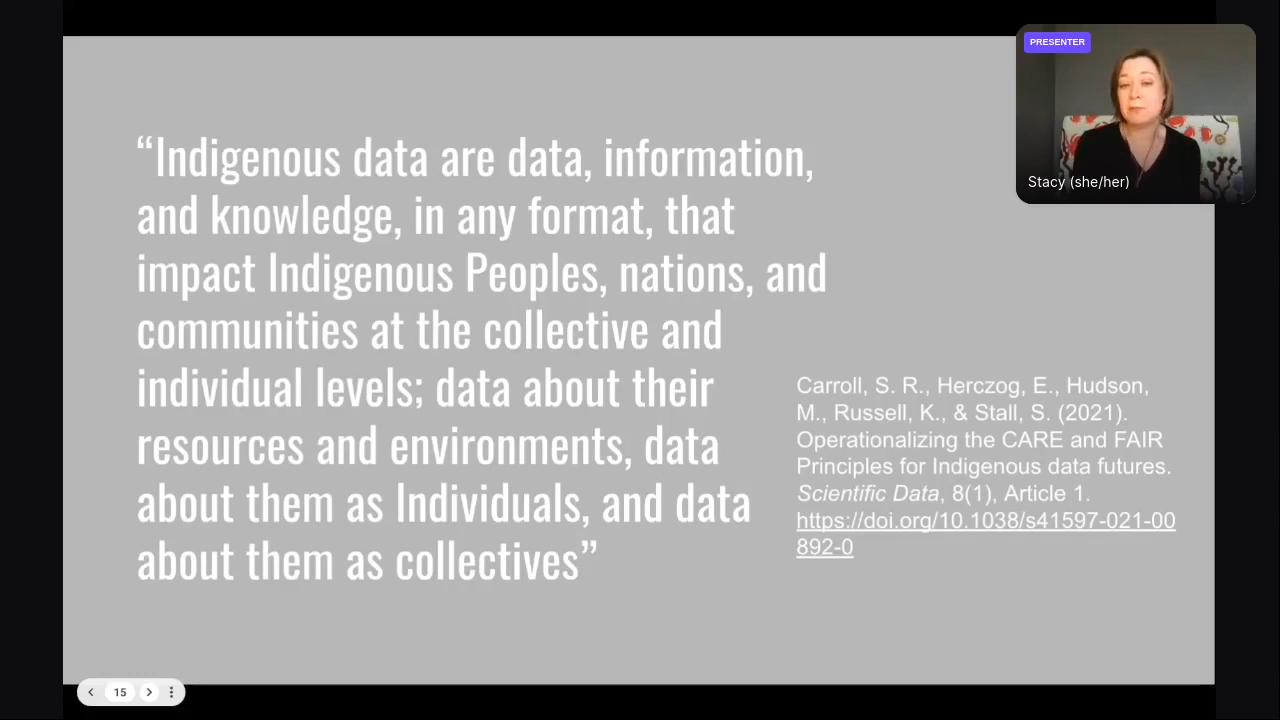 “Indigenous data are data, information,
and knowledge, in any format, that
impact Indigenous Peoples, nations, and
communities at the collective and
individual levels; data about their
resources and environments, data
about them as Individuals, and data
about them as collectives”
Carroll, S. R., Herczog, E., Hudson,
M., Russell, K., & Stall, S. (2021).
Operationalizing the CARE and FAIR
Principles for Indigenous data futures.
Scientific Data, 8(1), Article 1.
https://doi.org/10.1038/s41597-021-00
892-0
PRESENTER
Stacy (she/her)
15